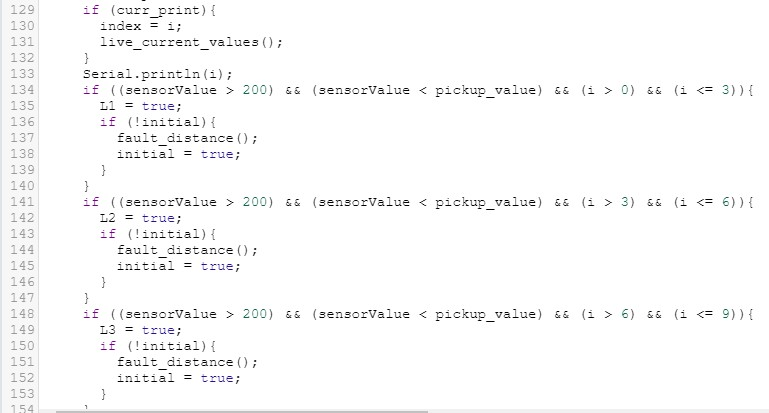 129 if (curr_print){
130 index = i;
131 live_current_values();
132 }
133 Serial.println(i);
134 if ((sensorValue > 200) && (sensorValue < pickup_value) && (i > 0) && (i <= 3)){
135 L1 = true;
136 if (!initial){
137 fault_distance();
138 initial = true;
139 }
140 }
141 if ((sensorValue > 200) && (sensorValue < pickup_value) && (i > 3) && (i <= 6)){
142 L2 = true;
143 if (!initial){
144 fault_distance();
145 initial = true;
146 }
147 }
148 if ((sensorValue > 200) && (sensorValue < pickup_value) && (i > 6) && (i <= 9)){
149 L3 = true;
150 if (!initial){
151 fault_distance();
152 initial = true;
153 }
154 }